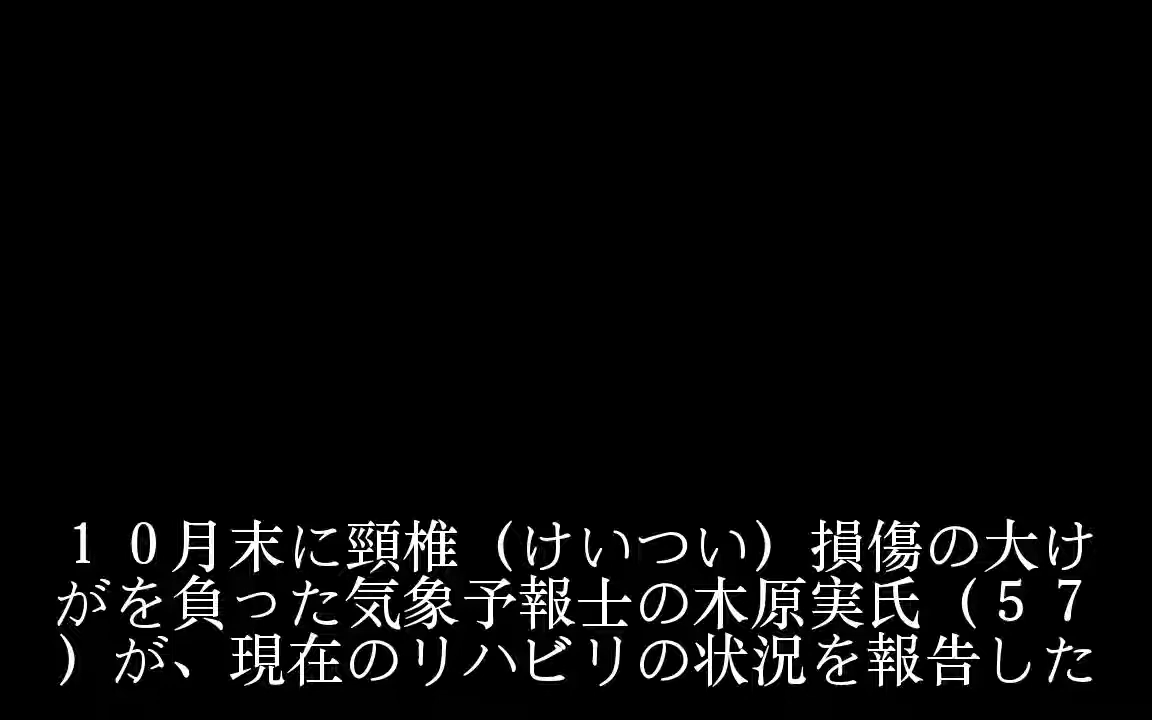 １０月末に頸椎（けいつい）損傷の大け
がを負った気象予報士の木原実氏（５７
）が、現在のリハビリの状況を報告した